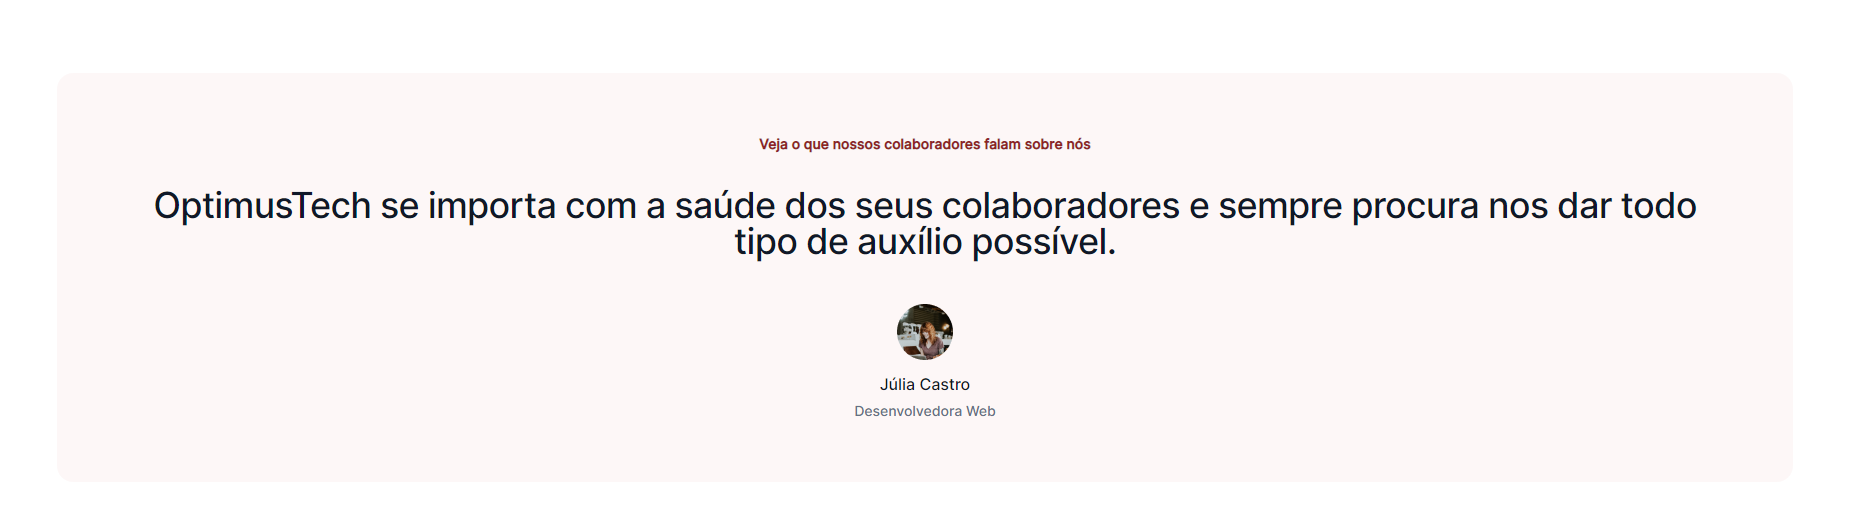 Veja o que nossos colaboradores falam sobre nós
OptimusTech se importa com a saúde dos seus colaboradores e sempre procura nos dar todo
tipo de auxílio possível.
Júlia Castro
Desenvolvedora Web